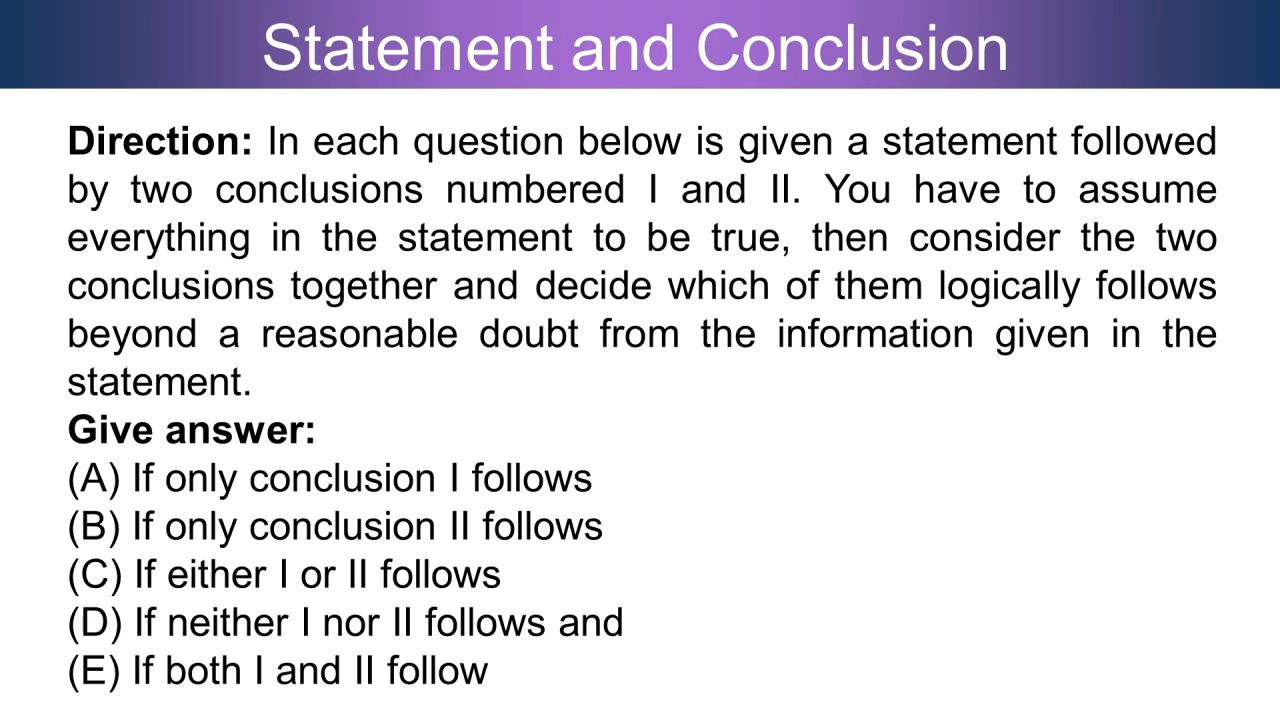 Statement and Conclusion
Direction: In each question below is given a statement followed
by two conclusions numbered I and II. You have to assume
everything in the statement to be true, then consider the two
conclusions together and decide which of them logically follows
beyond a reasonable doubt from the information given in the
statement.
Give answer:
(A) If only conclusion I follows
(B) If only conclusion II follows
(C) If either I or II follows
(D) If neither I nor II follows and
(E) If both I and II follow